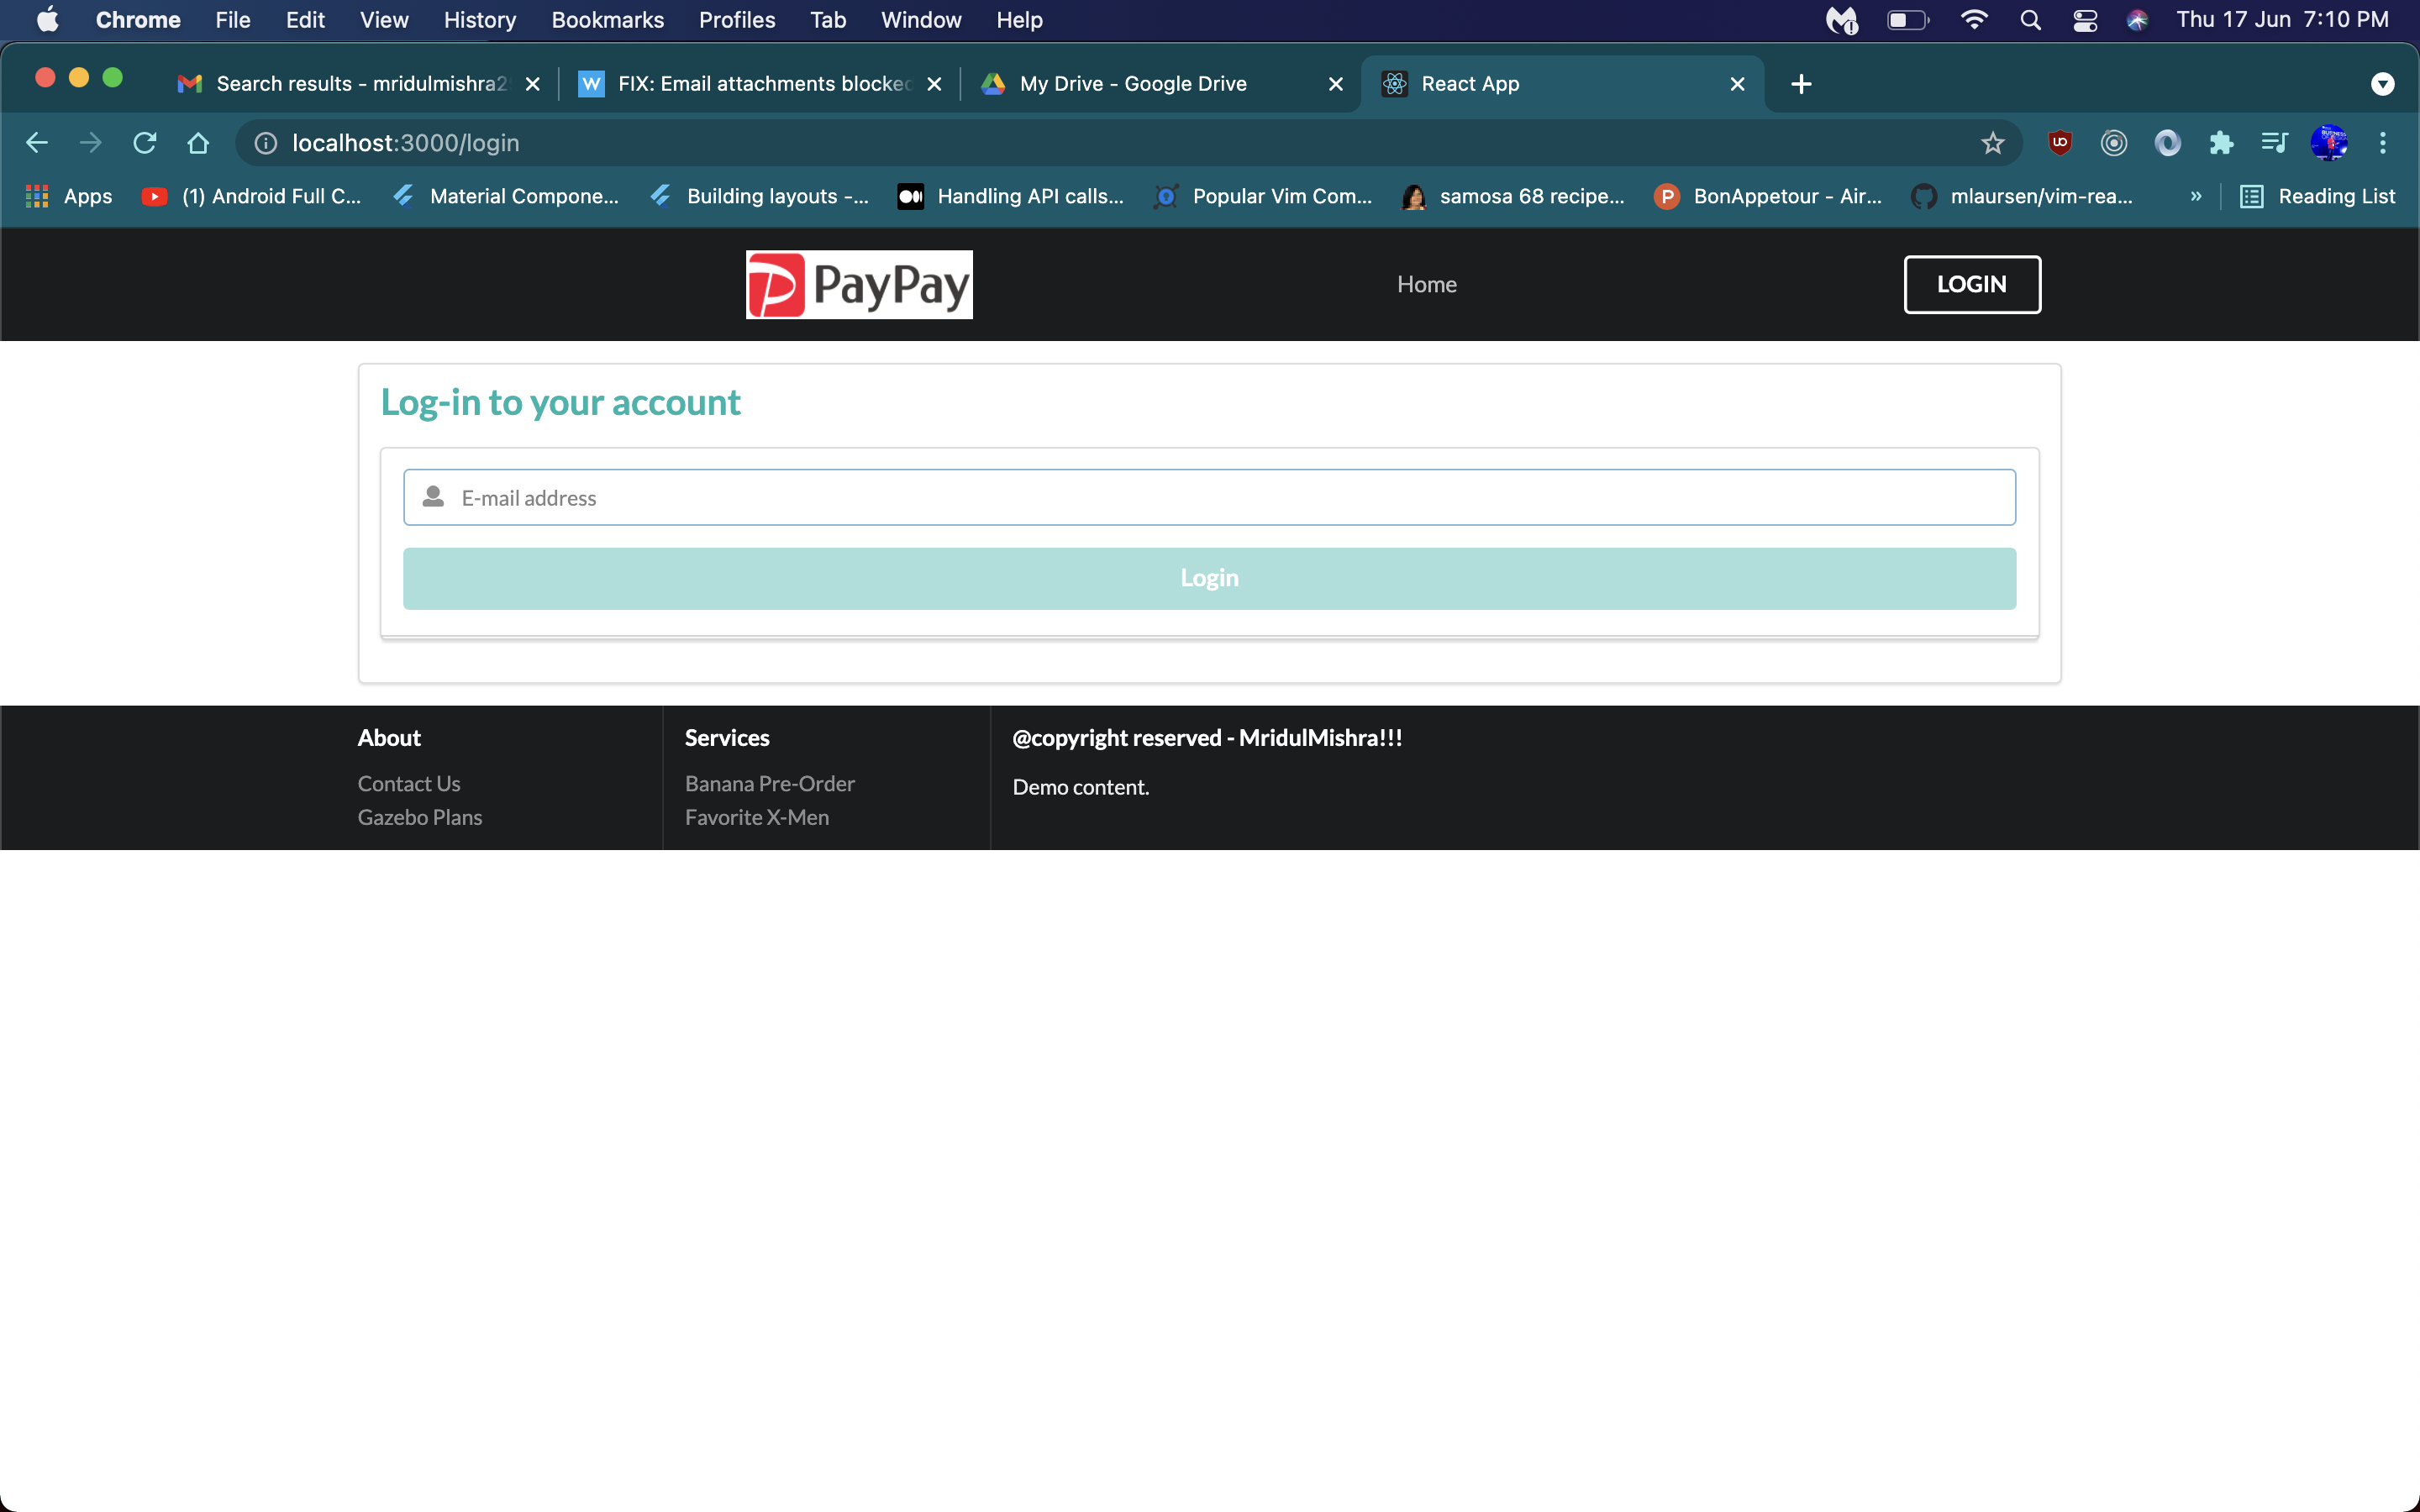 Chrome File Edit View History Bookmarks Profiles Tab Window Help Thu 17 Jun 7:10 PM
Search results - mridulmishra2 FIX: Email attachments blocked My Drive - Google Drive React App
localhost:3000/login
Apps (1) Android Full C... Material Compone... Building layouts -... Handling API calls... Popular Vim Com... samosa 68 recipe... BonAppetour - Air... mlaursen/vim-rea... » Reading List
PayPay Home LOGIN
Log-in to your account
E-mail address
Login
About Services @copyright reserved - MridulMishra!!!
Contact Us Banana Pre-Order Demo content.
Gazebo Plans Favorite X-Men